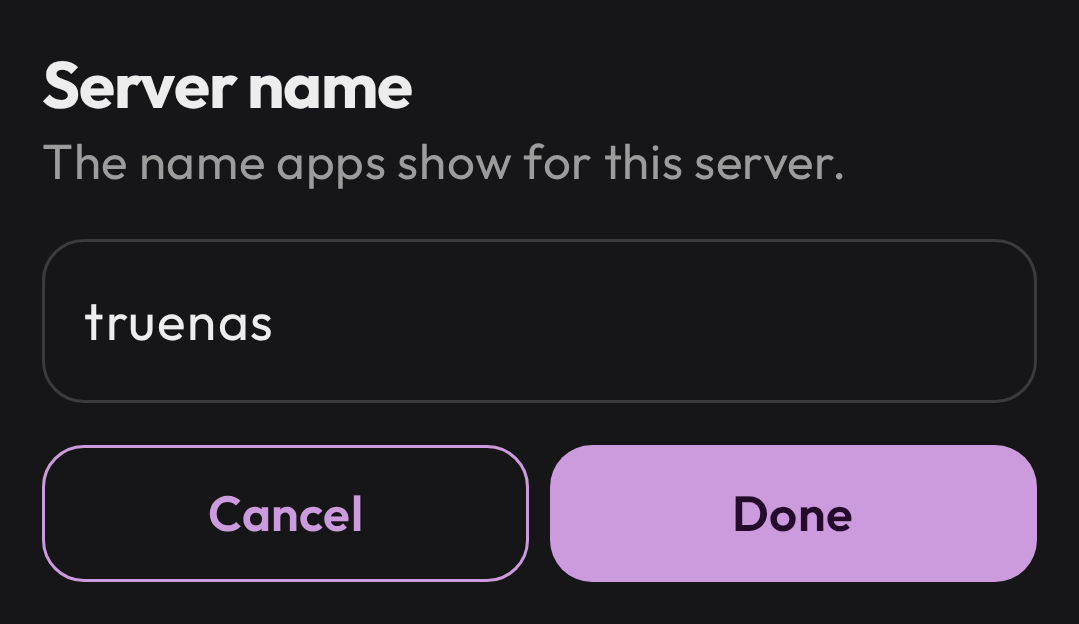 Server name
The name apps show for this server.
truenas
Cancel
Done